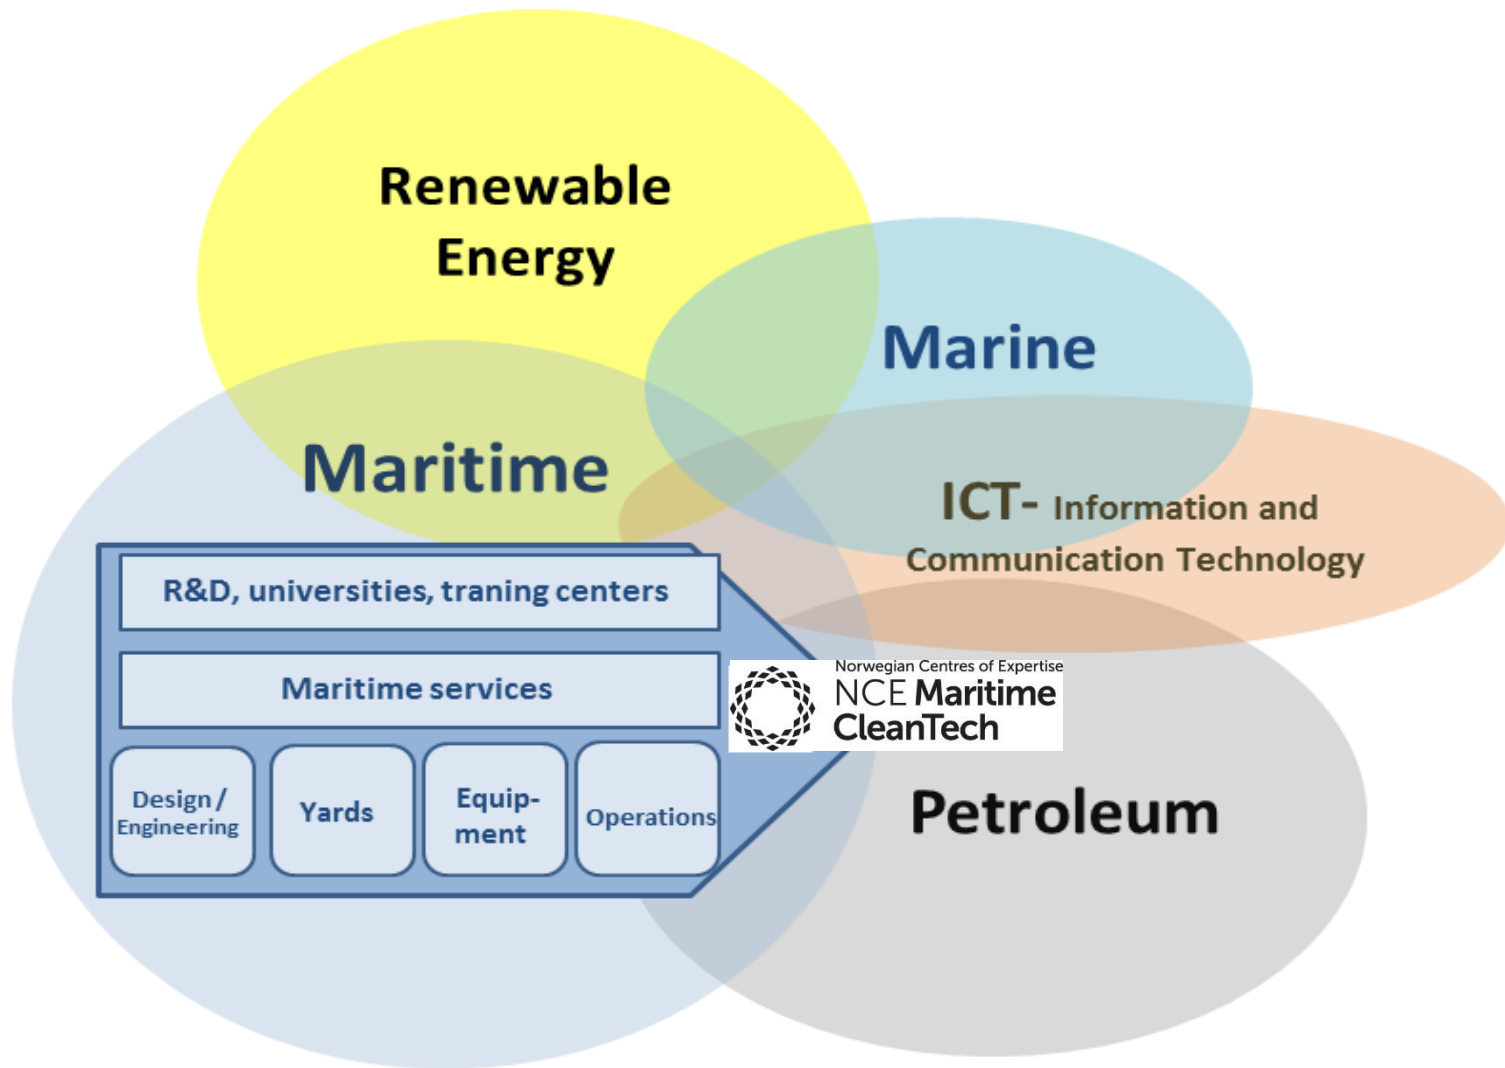 Renewable
Energy
Marine
Maritime
ICT- Information and
Communication Technology
R&D, universities, traning centers
Maritime services
Norwegian Centres of Expertise
NCE Maritime
CleanTech
Design /
Engineering
Yards
Equip-
ment
Operations
Petroleum